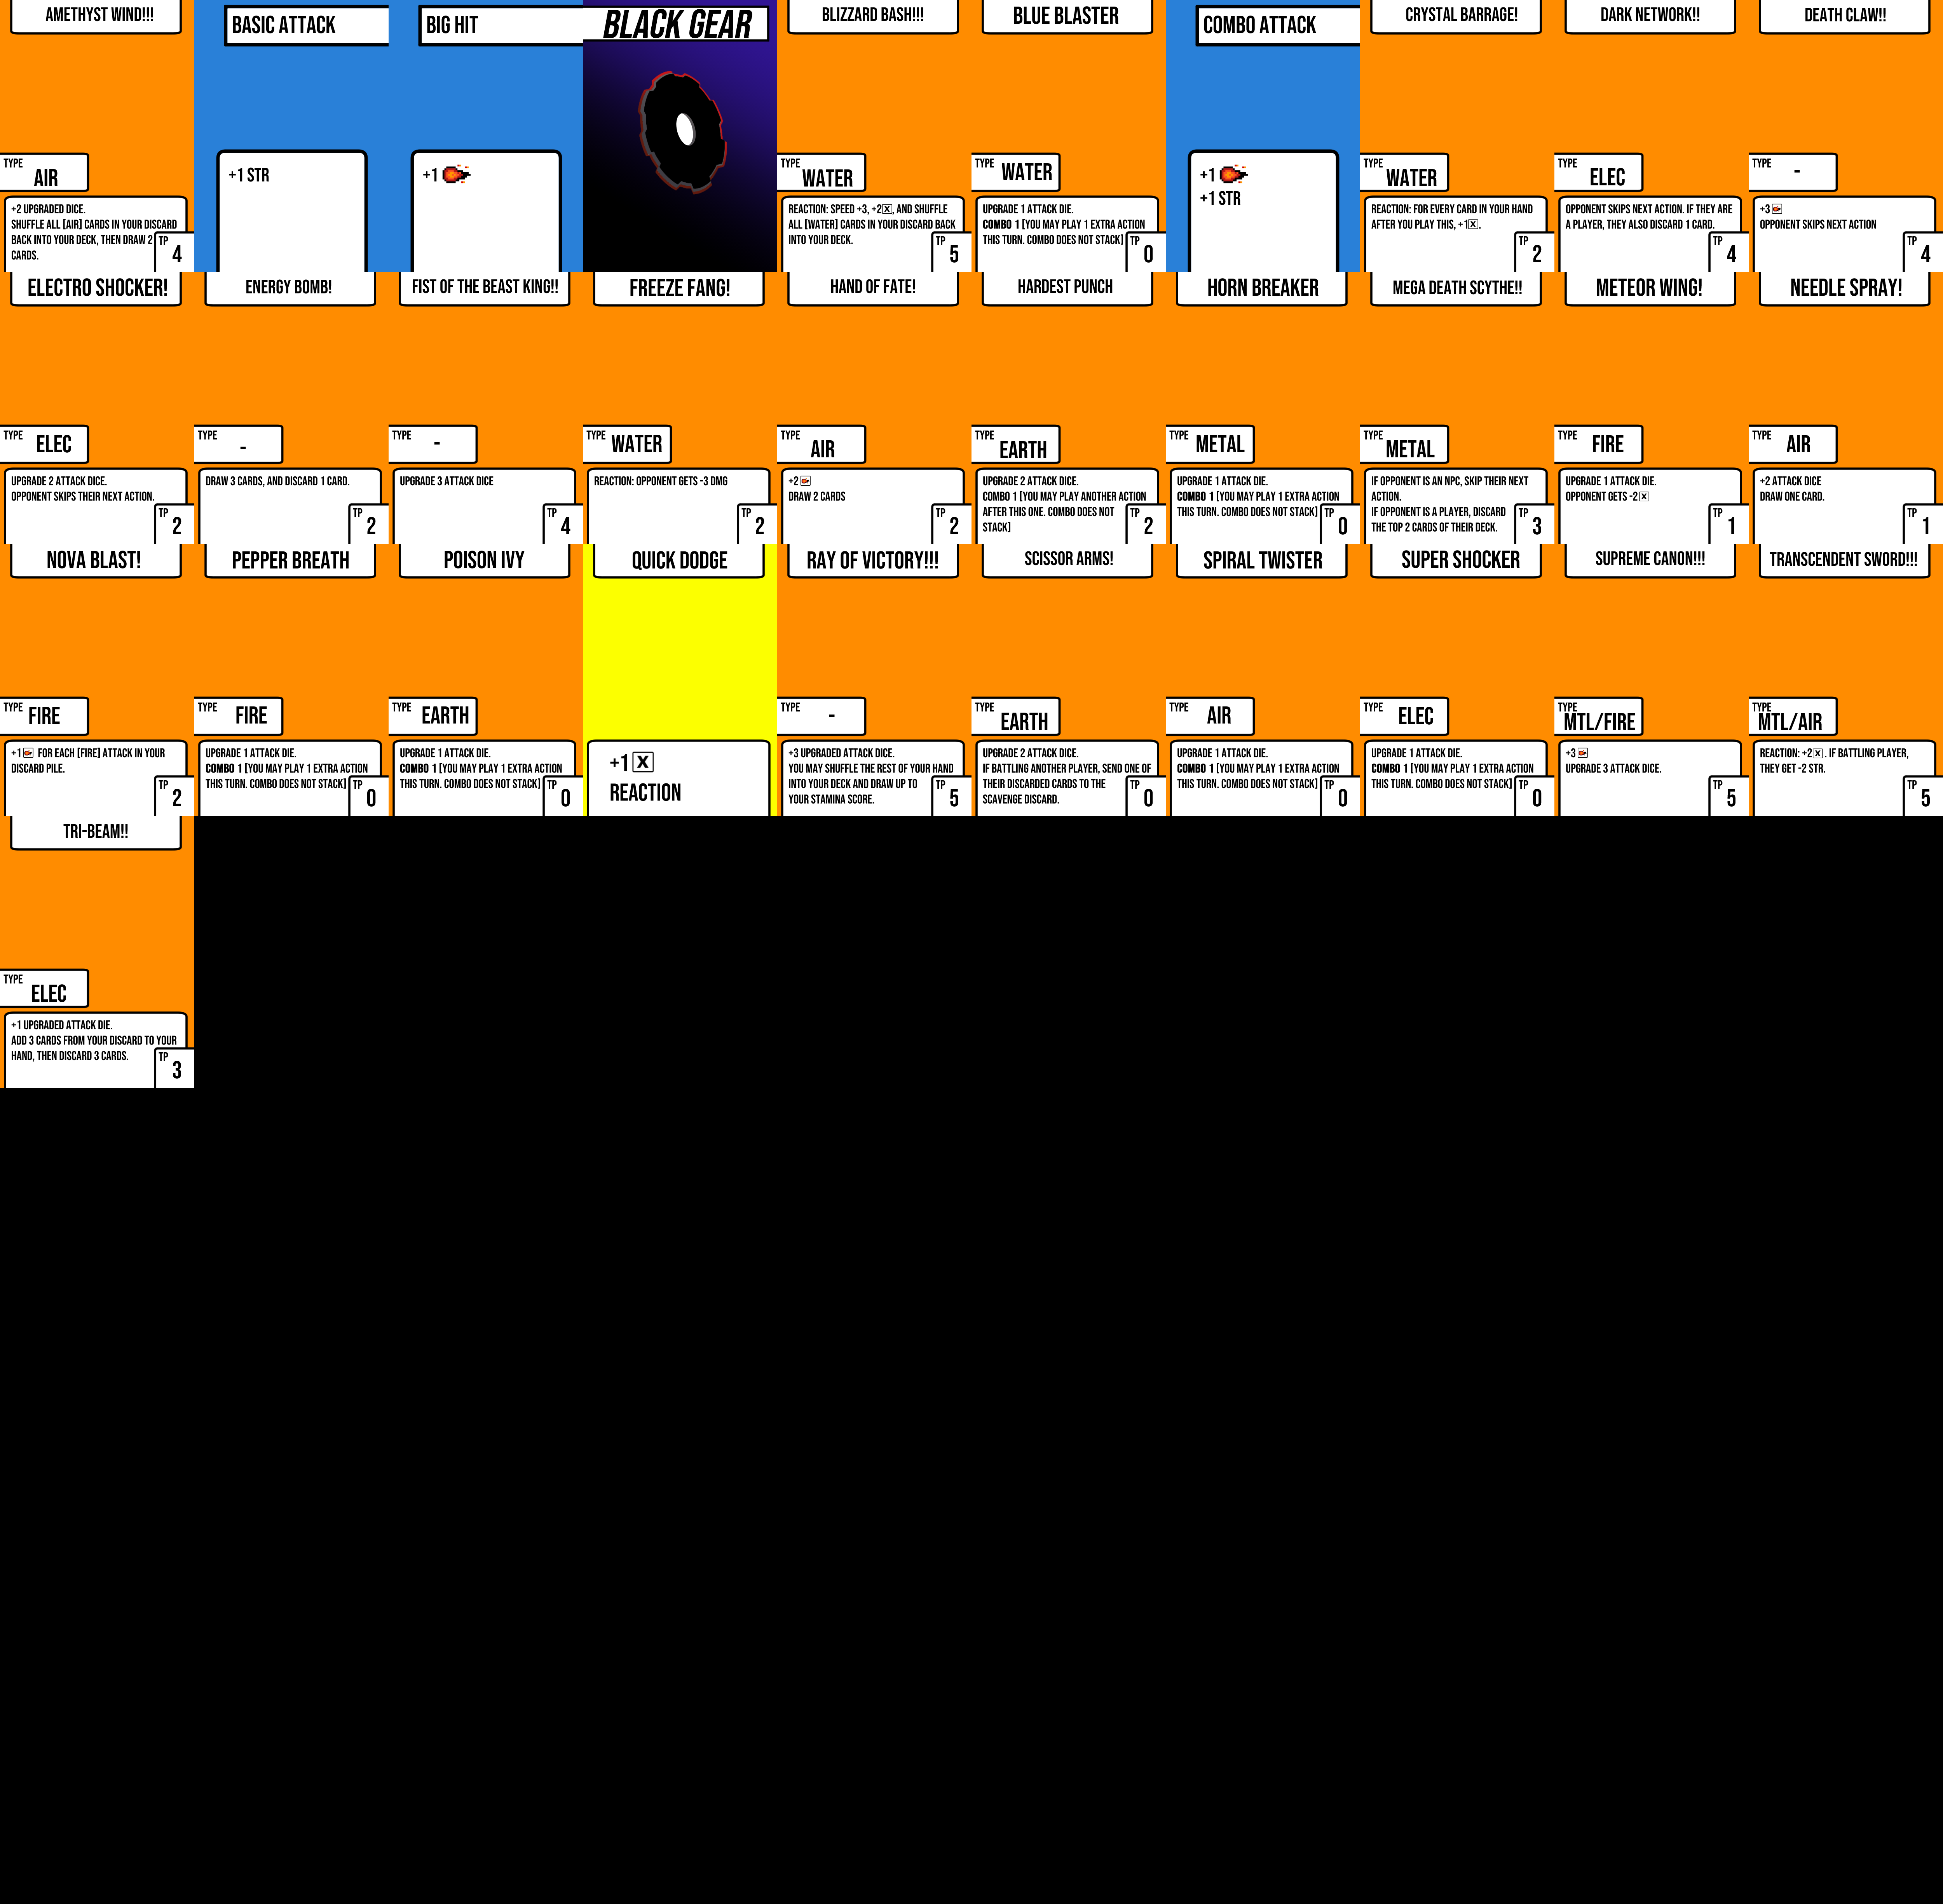 AMETHYST WIND!!!
TYPE
AIR
+2 UPGRADED DICE.
SHUFFLE ALL [AIR] CARDS IN YOUR DISCARD
BACK INTO YOUR DECK, THEN DRAW 2
CARDS.
TP
4
BASIC ATTACK
+1 STR
BIG HIT
+1
BLACK GEAR
BLIZZARD BASH!!!
TYPE
WATER
REACTION: SPEED +3, +2[X], AND SHUFFLE
ALL [WATER] CARDS IN YOUR DISCARD BACK
INTO YOUR DECK.
TP
5
BLUE BLASTER
TYPE
WATER
UPGRADE 1 ATTACK DIE.
COMBO 1 [YOU MAY PLAY 1 EXTRA ACTION
THIS TURN. COMBO DOES NOT STACK]
TP
0
COMBO ATTACK
+1
+1 STR
CRYSTAL BARRAGE!
TYPE
WATER
REACTION: FOR EVERY CARD IN YOUR HAND
AFTER YOU PLAY THIS, +1[X].
TP
2
DARK NETWORK!!
TYPE
ELEC
OPPONENT SKIPS NEXT ACTION. IF THEY ARE
A PLAYER, THEY ALSO DISCARD 1 CARD.
TP
4
DEATH CLAW!!
TYPE
-
+3
OPPONENT SKIPS NEXT ACTION
TP
4
ELECTRO SHOCKER!
TYPE
ELEC
UPGRADE 2 ATTACK DICE.
OPPONENT SKIPS THEIR NEXT ACTION.
TP
2
ENERGY BOMB!
TYPE
-
DRAW 3 CARDS, AND DISCARD 1 CARD.
TP
2
FIST OF THE BEAST KING!!
TYPE
-
UPGRADE 3 ATTACK DICE
TP
4
FREEZE FANG!
TYPE
WATER
REACTION: OPPONENT GETS -3 DMG
TP
2
HAND OF FATE!
TYPE
AIR
+2
DRAW 2 CARDS
TP
2
HARDEST PUNCH
TYPE
EARTH
UPGRADE 2 ATTACK DICE.
COMBO 1 [YOU MAY PLAY ANOTHER ACTION
AFTER THIS ONE. COMBO DOES NOT
STACK]
TP
2
HORN BREAKER
TYPE
METAL
UPGRADE 1 ATTACK DIE.
COMBO 1 [YOU MAY PLAY 1 EXTRA ACTION
THIS TURN. COMBO DOES NOT STACK]
TP
0
MEGA DEATH SCYTHE!!
TYPE
METAL
IF OPPONENT IS AN NPC, SKIP THEIR NEXT
ACTION.
IF OPPONENT IS A PLAYER, DISCARD
THE TOP 2 CARDS OF THEIR DECK.
TP
3
METEOR WING!
TYPE
FIRE
UPGRADE 1 ATTACK DIE.
OPPONENT GETS -2[X]
TP
1
NEEDLE SPRAY!
TYPE
AIR
+2 ATTACK DICE
DRAW ONE CARD.
TP
1
NOVA BLAST!
TYPE
FIRE
+1 FOR EACH [FIRE] ATTACK IN YOUR
DISCARD PILE.
TP
2
PEPPER BREATH
TYPE
FIRE
UPGRADE 1 ATTACK DIE.
COMBO 1 [YOU MAY PLAY 1 EXTRA ACTION
THIS TURN. COMBO DOES NOT STACK]
TP
0
POISON IVY
TYPE
EARTH
UPGRADE 1 ATTACK DIE.
COMBO 1 [YOU MAY PLAY 1 EXTRA ACTION
THIS TURN. COMBO DOES NOT STACK]
TP
0
QUICK DODGE
+1[X]
REACTION
RAY OF VICTORY!!!
TYPE
-
+3 UPGRADED ATTACK DICE.
YOU MAY SHUFFLE THE REST OF YOUR HAND
INTO YOUR DECK AND DRAW UP TO
YOUR STAMINA SCORE.
TP
5
SCISSOR ARMS!
TYPE
EARTH
UPGRADE 2 ATTACK DICE.
IF BATTLING ANOTHER PLAYER, SEND ONE OF
THEIR DISCARDED CARDS TO THE
SCAVENGE DISCARD.
TP
0
SPIRAL TWISTER
TYPE
AIR
UPGRADE 1 ATTACK DIE.
COMBO 1 [YOU MAY PLAY 1 EXTRA ACTION
THIS TURN. COMBO DOES NOT STACK]
TP
0
SUPER SHOCKER
TYPE
ELEC
UPGRADE 1 ATTACK DIE.
COMBO 1 [YOU MAY PLAY 1 EXTRA ACTION
THIS TURN. COMBO DOES NOT STACK]
TP
0
SUPREME CANON!!!
TYPE
MTL/FIRE
+3
UPGRADE 3 ATTACK DICE.
TP
5
TRANSCENDENT SWORD!!!
TYPE
MTL/AIR
REACTION: +2[X]. IF BATTLING PLAYER,
THEY GET -2 STR.
TP
5
TRI-BEAM!!
TYPE
ELEC
+1 UPGRADED ATTACK DIE.
ADD 3 CARDS FROM YOUR DISCARD TO YOUR
HAND, THEN DISCARD 3 CARDS.
TP
3